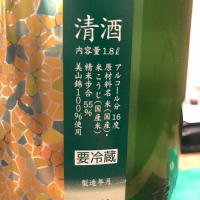 清酒
内容量1.8ℓ
アルコール分 16度
原材料名 米(国産)・
米こうじ(国産米)
精米歩合 55%
美山錦100%使用
要冷蔵
製造年月